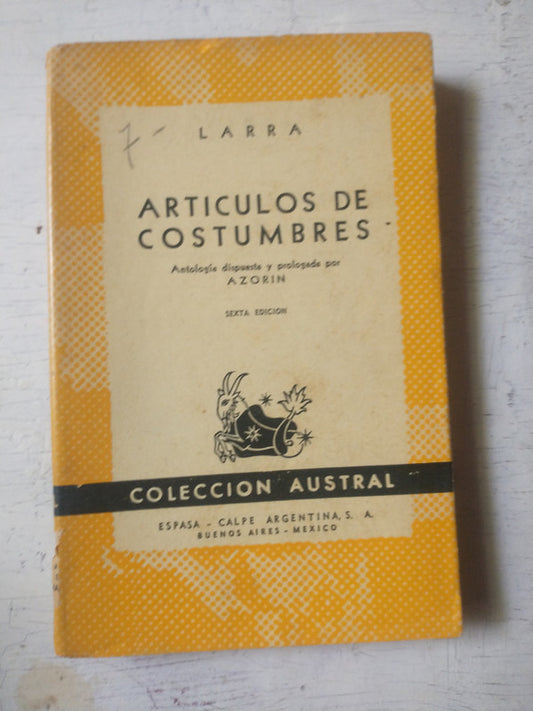 7-
LARRA
ARTICULOS DE
COSTUMBRES
Antología dispuesta y prologada por
AZORIN
SEXTA EDICION
COLECCION AUSTRAL
ESPASA - CALPE ARGENTINA, S. A.
BUENOS AIRES - MEXICO